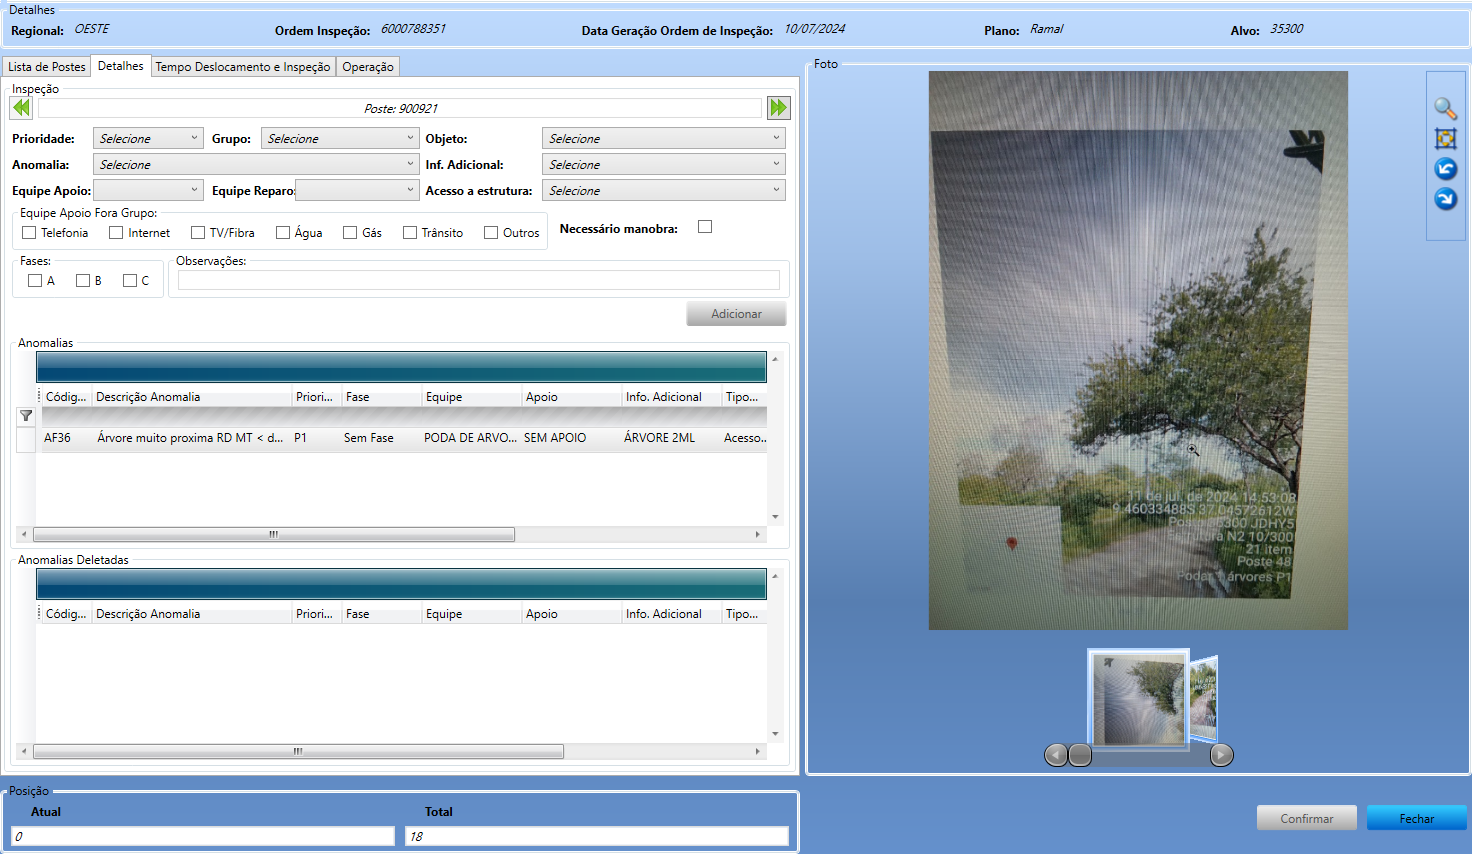 Detalhes
Regional: OESTE Ordem Inspeção: 6000788351 Data Geração Ordem de Inspeção: 10/07/2024 Plano: Ramal Alvo: 35300
Lista de Postes Detalhes Tempo Deslocamento e Inspeção Operação
Inspeção
Poste: 900921
Prioridade: Selecione Grupo: Selecione Objeto: Selecione
Anomalia: Selecione Inf. Adicional: Selecione
Equipe Apoio: Equipe Reparo: Acesso a estrutura: Selecione
Equipe Apoio Fora Grupo:
Telefonia Internet TV/Fibra Água Gás Trânsito Outros Necessário manobra:
Fases: Observações:
A B C
Adicionar
Anomalias
Códig... Descrição Anomalia Priori... Fase Equipe Apoio Info. Adicional Tipo...
AF36 Árvore muito proxima RD MT < d... P1 Sem Fase PODA DE ARVO... SEM APOIO ÁRVORE 2ML Acesso..
Anomalias Deletadas
Códig... Descrição Anomalia Priori... Fase Equipe Apoio Info. Adicional Tipo...
Posição
Atual Total
0 18
Foto
11 de jul. de 2024 14:53:08
9.46033488S 37.04572612W
35300 JDHY5
Estrutura N2 10/300
21 item
Poste 48
Podar 1 árvores P1
Confirmar Fechar